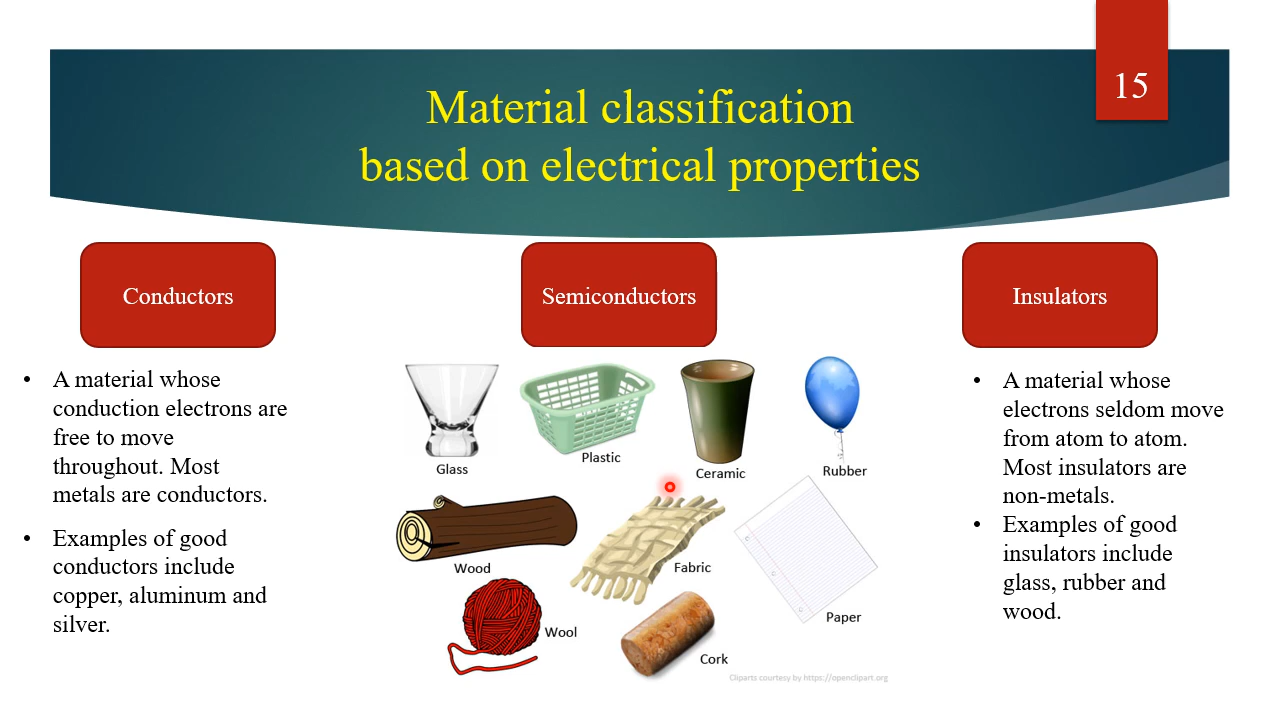 15
Material classification
based on electrical properties
Conductors
Semiconductors
Insulators
• A material whose
conduction electrons are
free to move
throughout. Most
metals are conductors.
• Examples of good
conductors include
copper, aluminum and
silver.
Glass
Plastic
Ceramic
Rubber
Wood
Fabric
Paper
Wool
Cork
Cliparts courtesy by https://openclipart.org
• A material whose
electrons seldom move
from atom to atom.
Most insulators are
non-metals.
• Examples of good
insulators include
glass, rubber and
wood.